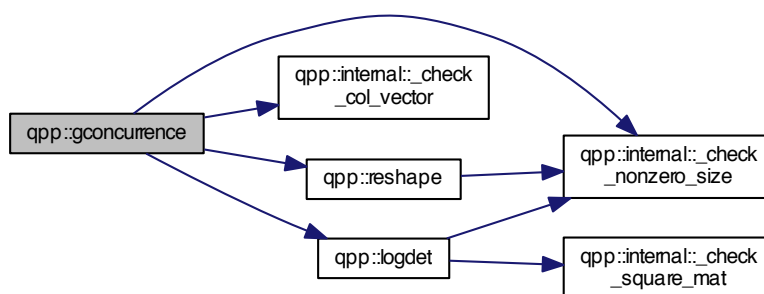 qpp::gconcurrence
qpp::internal::_check
_col_vector
qpp::reshape
qpp::logdet
qpp::internal::_check
_nonzero_size
qpp::internal::_check
_square_mat